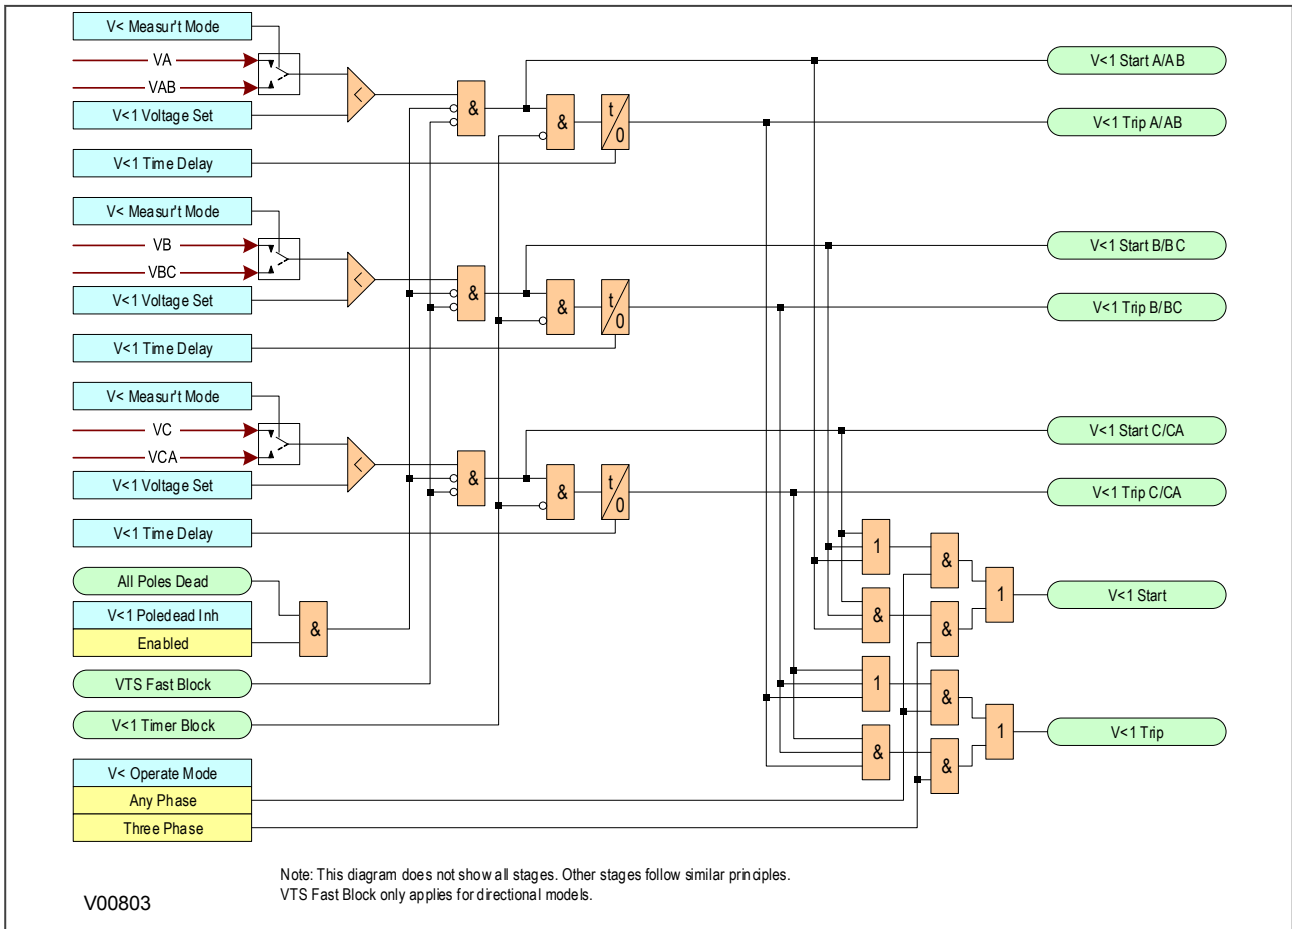 V< Measur't Mode
VA
VAB
V<1 Voltage Set
<
&
&
t
0
V<1 Start A/AB
V<1 Trip A/AB
V<1 Time Delay
V< Measur't Mode
VB
VBC
V<1 Voltage Set
<
&
&
t
0
V<1 Start B/BC
V<1 Trip B/BC
V<1 Time Delay
V< Measur't Mode
VC
VCA
V<1 Voltage Set
<
&
&
t
0
V<1 Start C/CA
V<1 Trip C/CA
V<1 Time Delay
All Poles Dead
V<1 Poledead Inh
Enabled
&
VTS Fast Block
V<1 Timer Block
V< Operate Mode
Any Phase
Three Phase
1
&
&
&
1
V<1 Start
1
&
&
&
1
V<1 Trip
Note: This diagram does not show all stages. Other stages follow similar principles.
VTS Fast Block only applies for directional models.
V00803